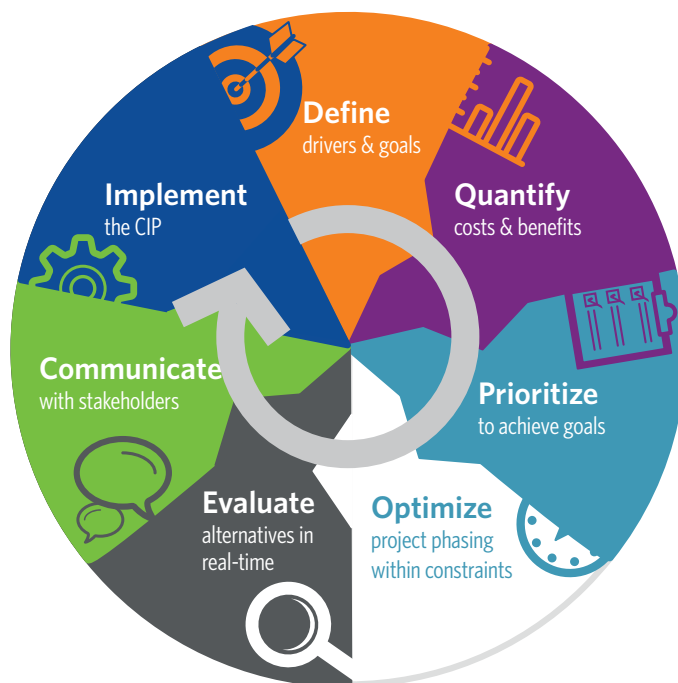 Define
drivers & goals
Quantify
costs & benefits
Prioritize
to achieve goals
Optimize
project phasing
within constraints
Evaluate
alternatives in
real-time
Communicate
with stakeholders
Implement
the CIP